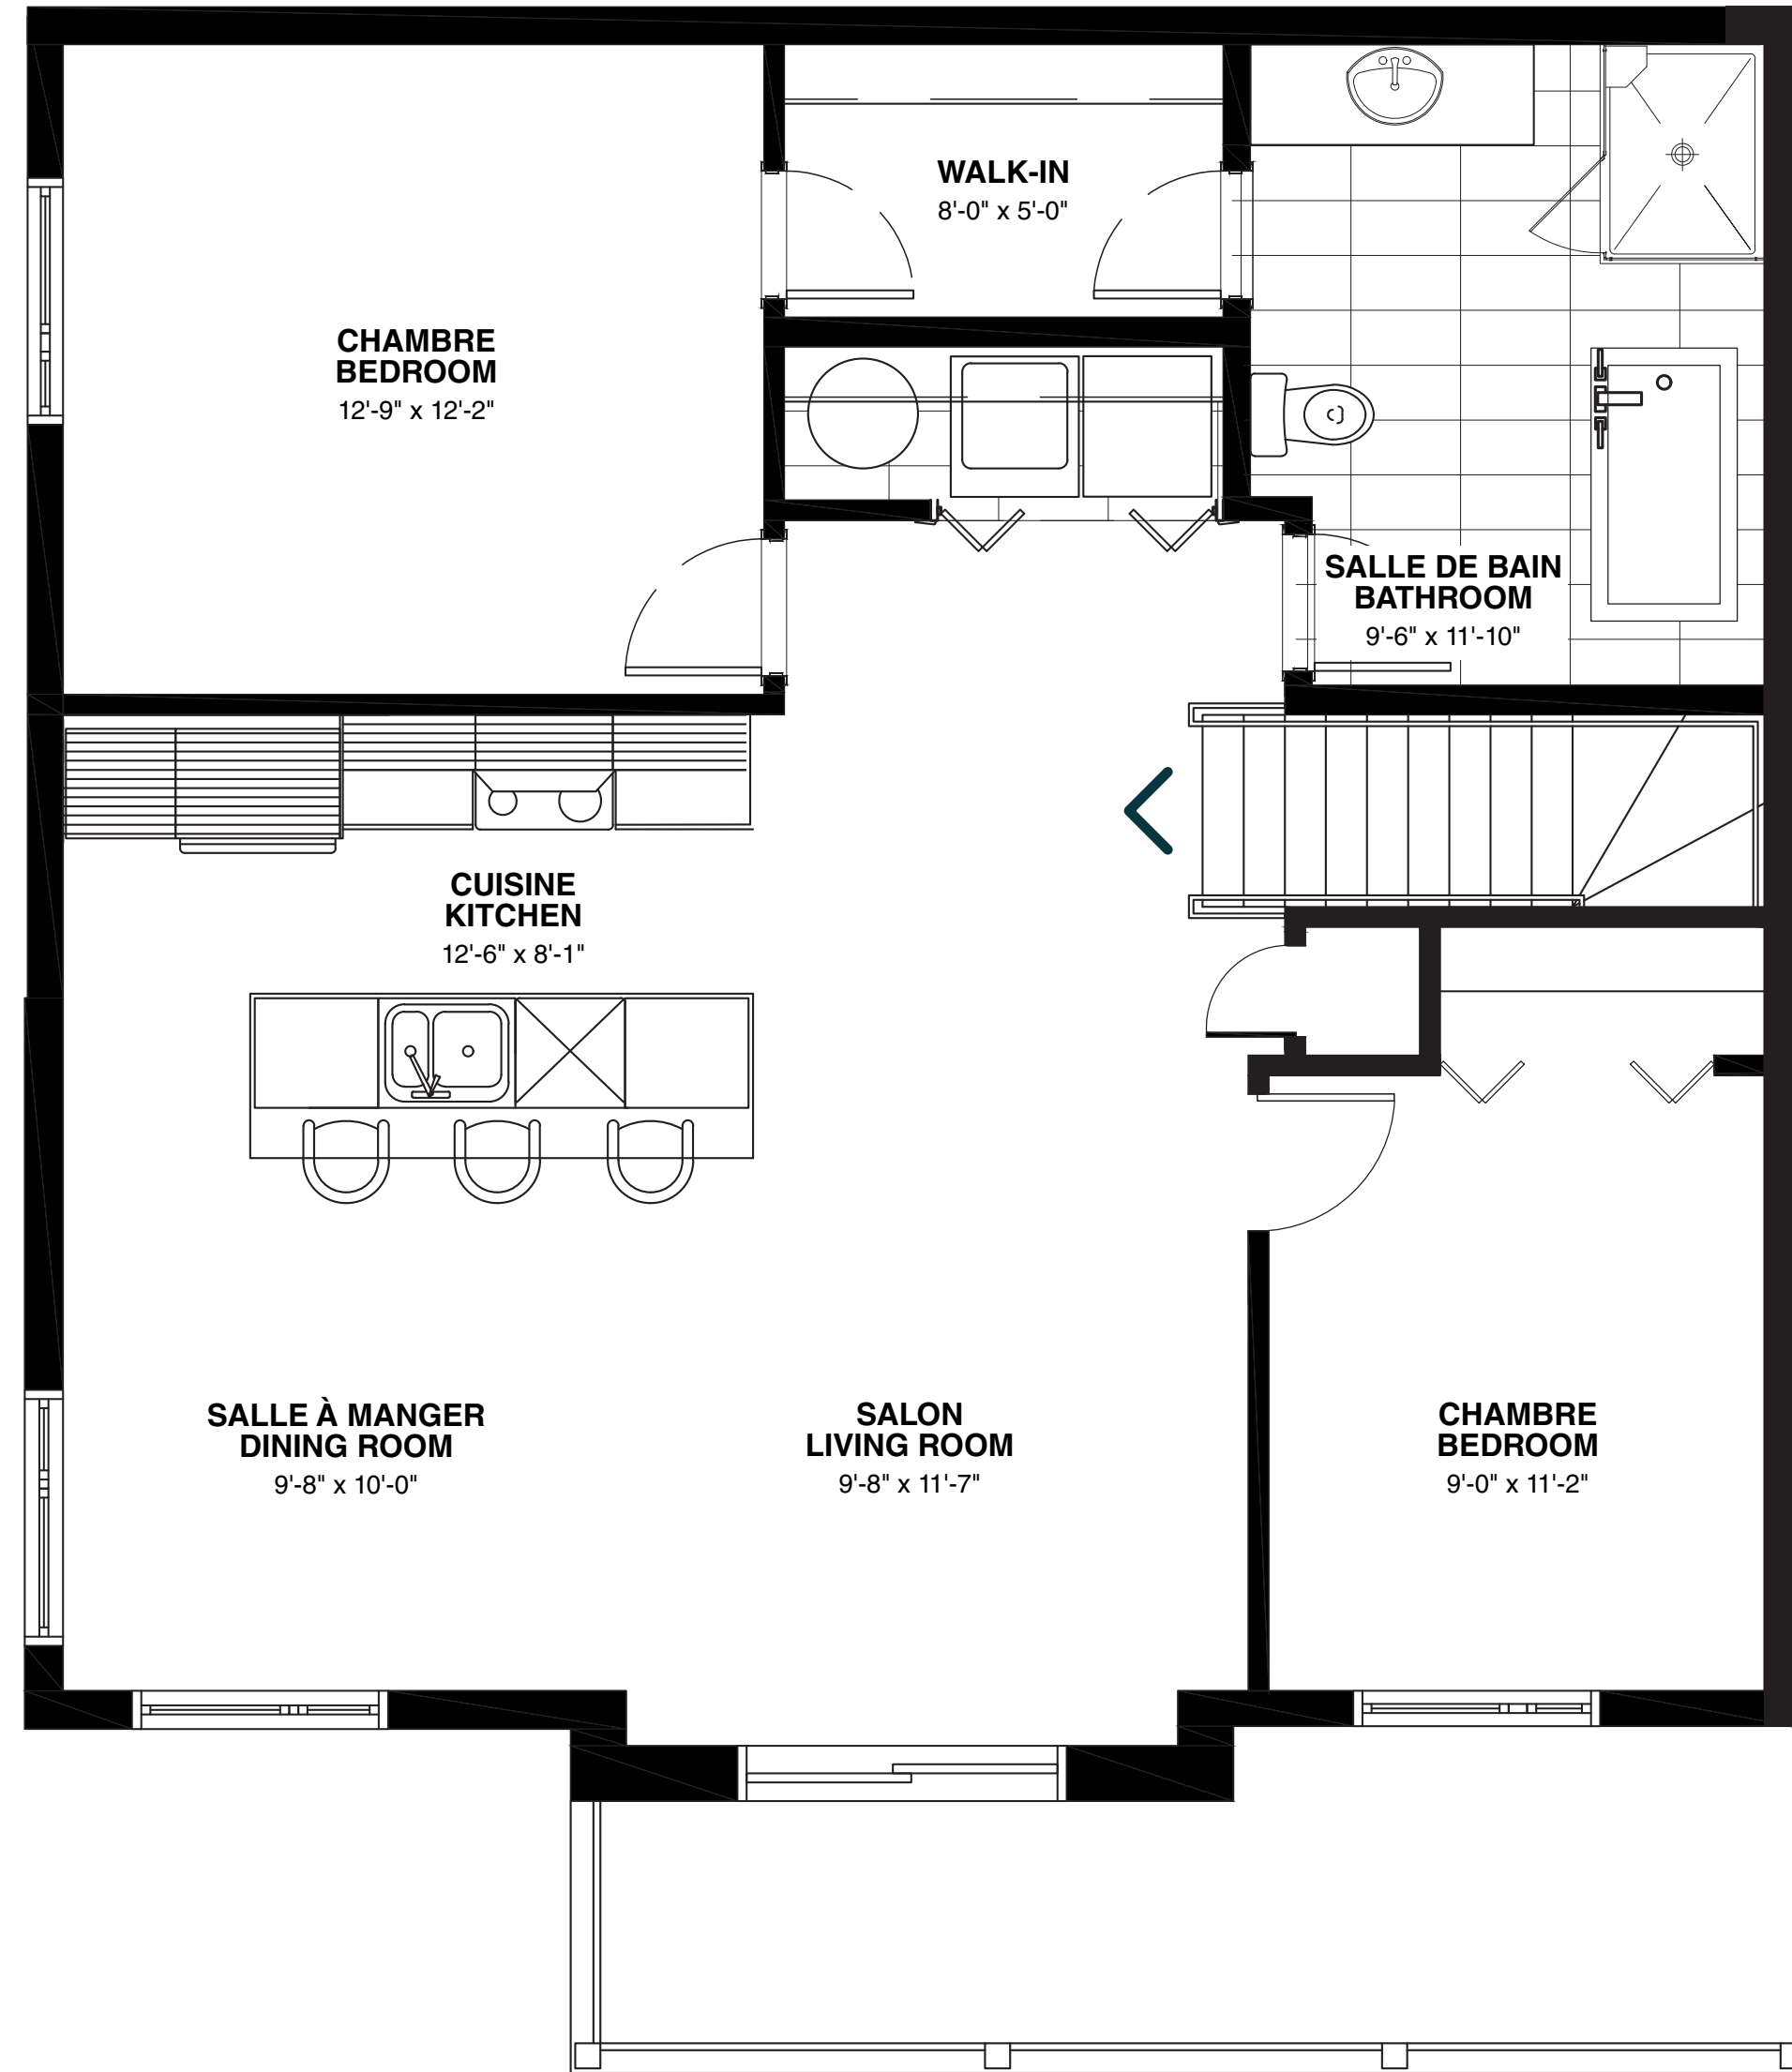 WALK-IN
8'-0" x 5'-0"
CHAMBRE
BEDROOM
12'-9" x 12'-2"
SALLE DE BAIN
BATHROOM
9'-6" x 11'-10"
CUISINE
KITCHEN
12'-6" x 8'-1"
SALLE À MANGER
DINING ROOM
9'-8" x 10'-0"
SALON
LIVING ROOM
9'-8" x 11'-7"
CHAMBRE
BEDROOM
9'-0" x 11'-2"